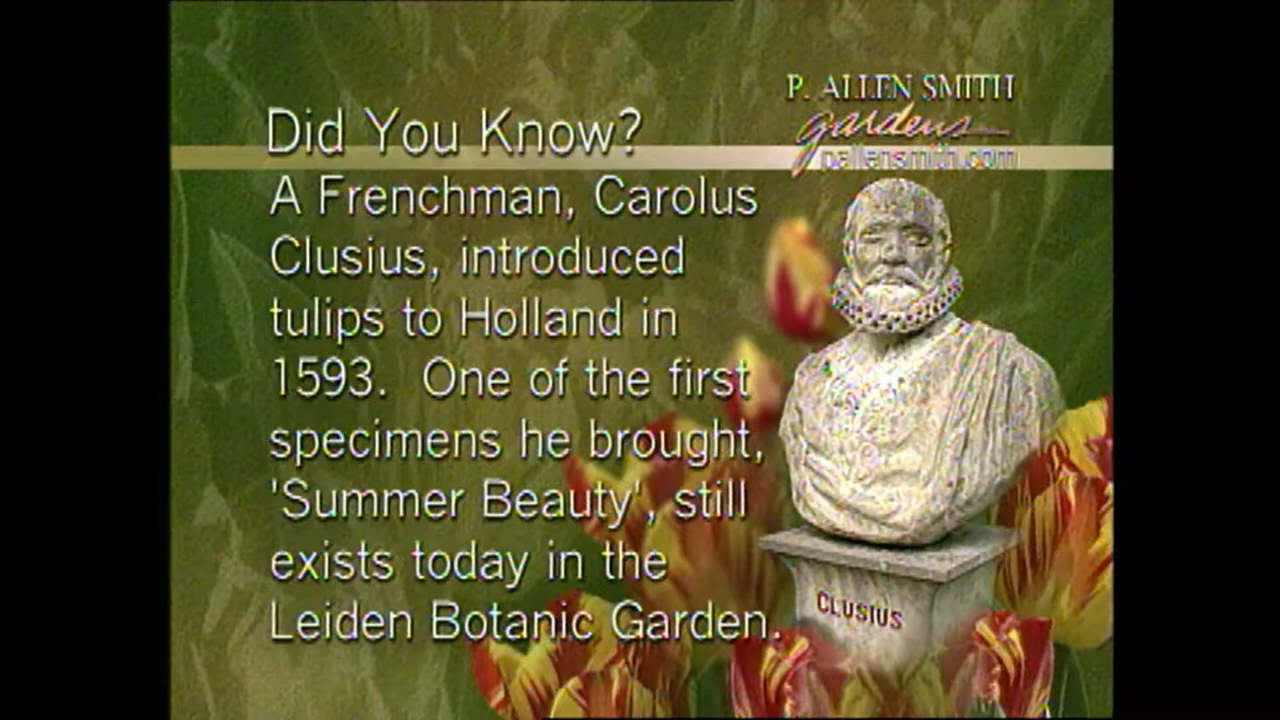 P. ALLEN SMITH
gardens
pallensmith.com
Did You Know?
A Frenchman, Carolus
Clusius, introduced
tulips to Holland in
1593. One of the first
specimens he brought,
'Summer Beauty', still
exists today in the
Leiden Botanic Garden.
CLUSIUS